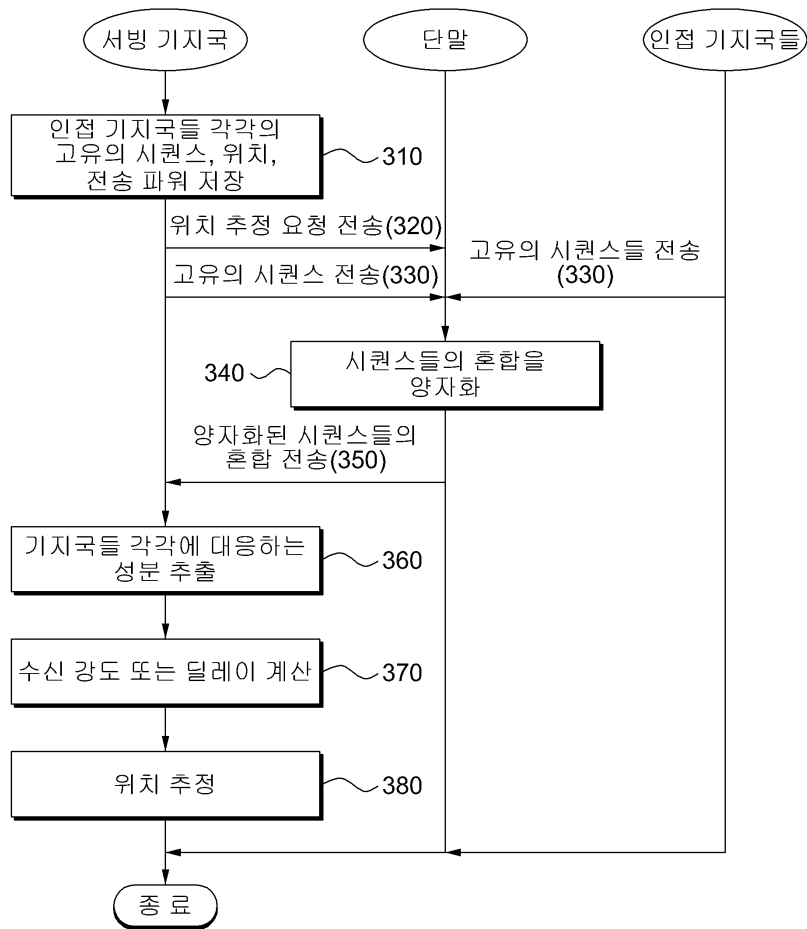 서빙 기지국
단말
인접 기지국들
인접 기지국들 각각의
고유의 시퀀스, 위치,
전송 파워 저장
310
위치 추정 요청 전송(320)
고유의 시퀀스 전송(330)
고유의 시퀀스들 전송
(330)
340
시퀀스들의 혼합을
양자화
양자화된 시퀀스들의
혼합 전송(350)
기지국들 각각에 대응하는
성분 추출
360
수신 강도 또는 딜레이 계산
370
위치 추정
380
종 료